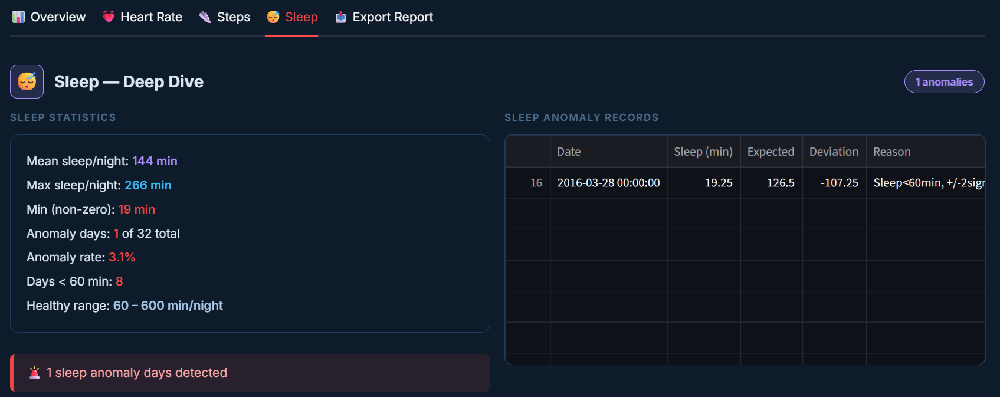 Overview Heart Rate Steps Sleep Export Report
Sleep — Deep Dive
1 anomalies
SLEEP STATISTICS
Mean sleep/night: 144 min
Max sleep/night: 266 min
Min (non-zero): 19 min
Anomaly days: 1 of 32 total
Anomaly rate: 3.1%
Days < 60 min: 8
Healthy range: 60 – 600 min/night
1 sleep anomaly days detected
SLEEP ANOMALY RECORDS
Date Sleep (min) Expected Deviation Reason
16 2016-03-28 00:00:00 19.25 126.5 -107.25 Sleep<60min, +/-2sigr